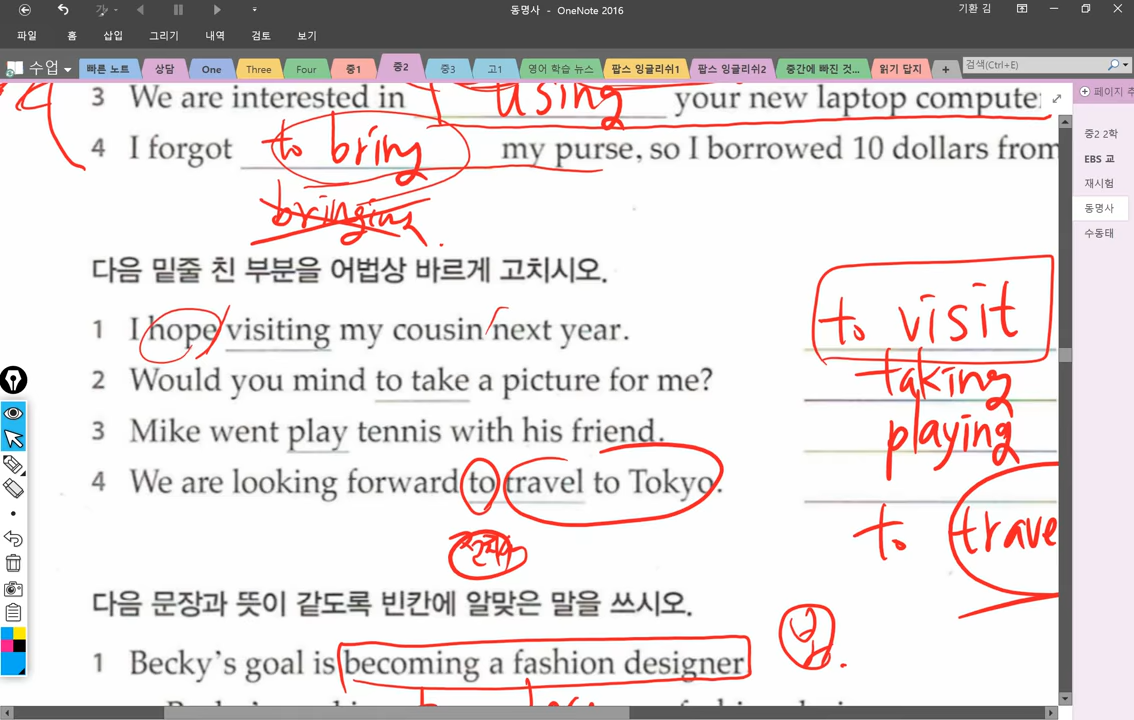 동명사 - OneNote 2016
기환 김
파일 홈 삽입 그리기 내역 검토 보기
수업 빠른 노트 상담 One Three Four 중1 중2 중3 고1 영어 학습 뉴스 팝스 잉글리쉬1 팝스 잉글리쉬2 중간에 빠진 것... 읽기 답지 검색(Ctrl+E)
페이지 추
중2 2학
EBS 교
재시험
동명사
수동태
3 We are interested in using your new laptop compute
4 I forgot to bring my purse, so I borrowed 10 dollars from
bringing
다음 밑줄 친 부분을 어법상 바르게 고치시오.
1 I hope visiting my cousin next year. to visit
2 Would you mind to take a picture for me? taking
3 Mike went play tennis with his friend. playing
4 We are looking forward to travel to Tokyo.
to trave
다음 문장과 뜻이 같도록 빈칸에 알맞은 말을 쓰시오.
1 Becky's goal is becoming a fashion designer